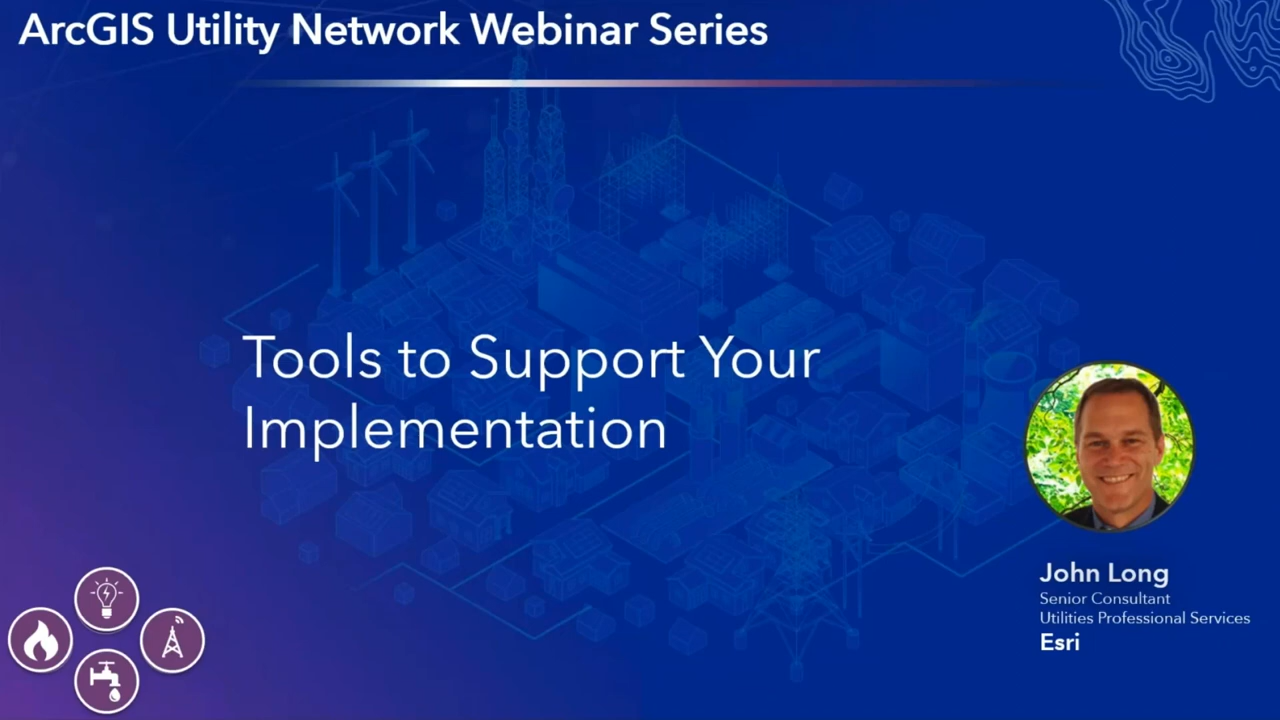 ArcGIS Utility Network Webinar Series
Tools to Support Your
Implementation
John Long
Senior Consultant
Utilities Professional Services
Esri